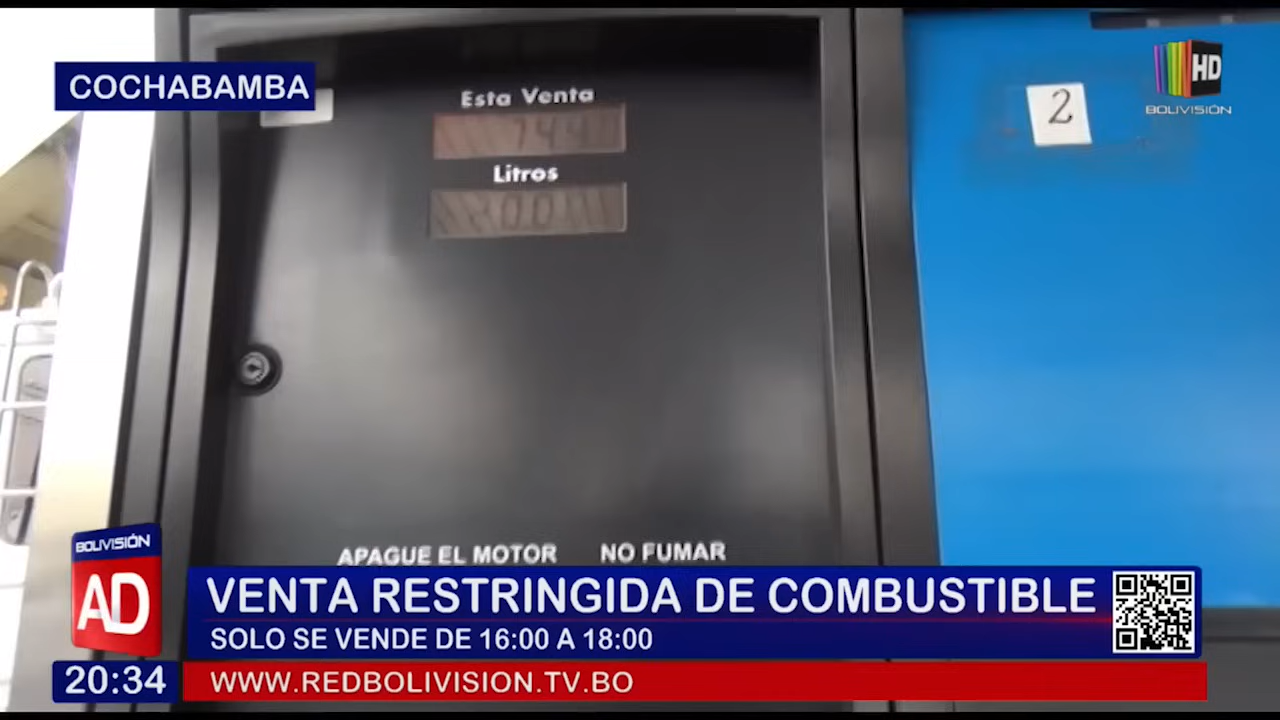 COCHABAMBA
HD
BOLIVISIÓN
2
Esta Venta
Litros
APAGUE EL MOTOR NO FUMAR
BOLIVISIÓN
AD
VENTA RESTRINGIDA DE COMBUSTIBLE
SOLO SE VENDE DE 16:00 A 18:00
20:34
WWW.REDBOLIVISION.TV.BO